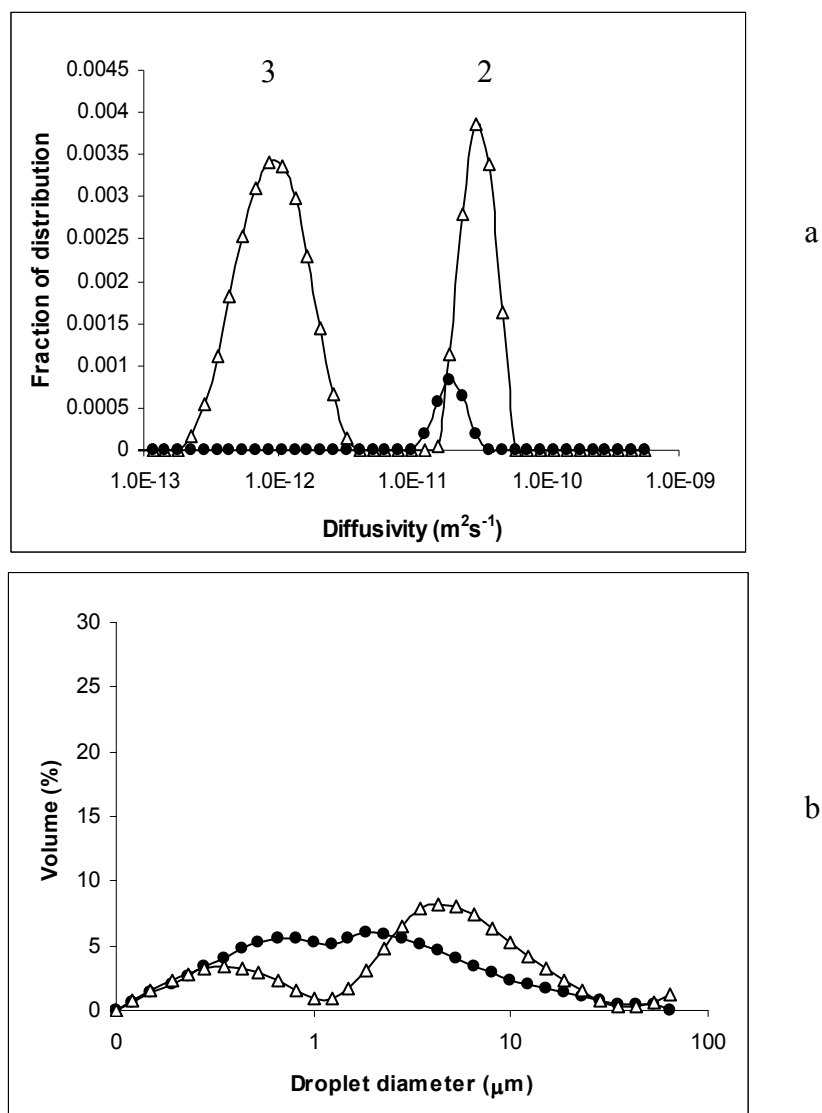 3 2
0.0045
0.004
0.0035
0.003
0.0025
0.002
0.0015
0.001
0.0005
0
Fraction of distribution
1.0E-13 1.0E-12 1.0E-11 1.0E-10 1.0E-09
Diffusivity (m²s⁻¹)
a
30
25
20
15
10
5
0
Volume (%)
0 1 10 100
Droplet diameter (μm)
b